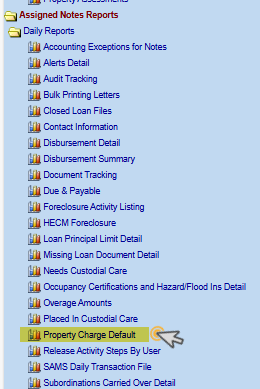 Property Assessments
Assigned Notes Reports
Daily Reports
Accounting Exceptions for Notes
Alerts Detail
Audit Tracking
Bulk Printing Letters
Closed Loan Files
Contact Information
Disbursement Detail
Disbursement Summary
Document Tracking
Due & Payable
Foreclosure Activity Listing
HECM Foreclosure
Loan Principal Limit Detail
Missing Loan Document Detail
Needs Custodial Care
Occupancy Certifications and Hazard/Flood Ins Detail
Overage Amounts
Placed In Custodial Care
Property Charge Default
Release Activity Steps By User
SAMS Daily Transaction File
Subordinations Carried Over Detail